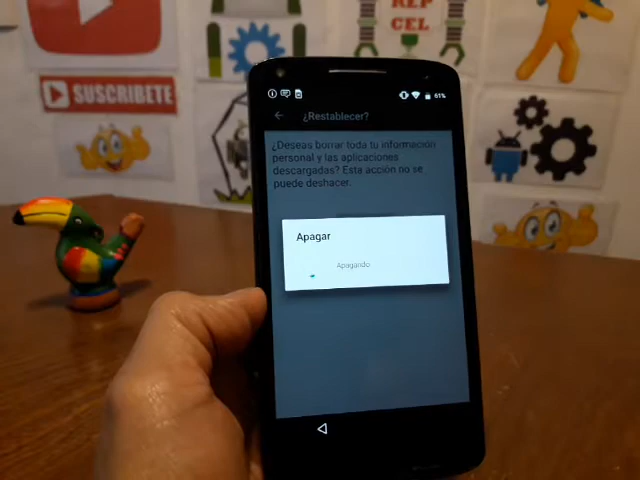 REP
CEL
SUSCRIBETE
61%
¿Restablecer?
¿Deseas borrar toda tu información
personal y las aplicaciones
descargadas? Esta acción no se
puede deshacer.
Apagar
Apagando